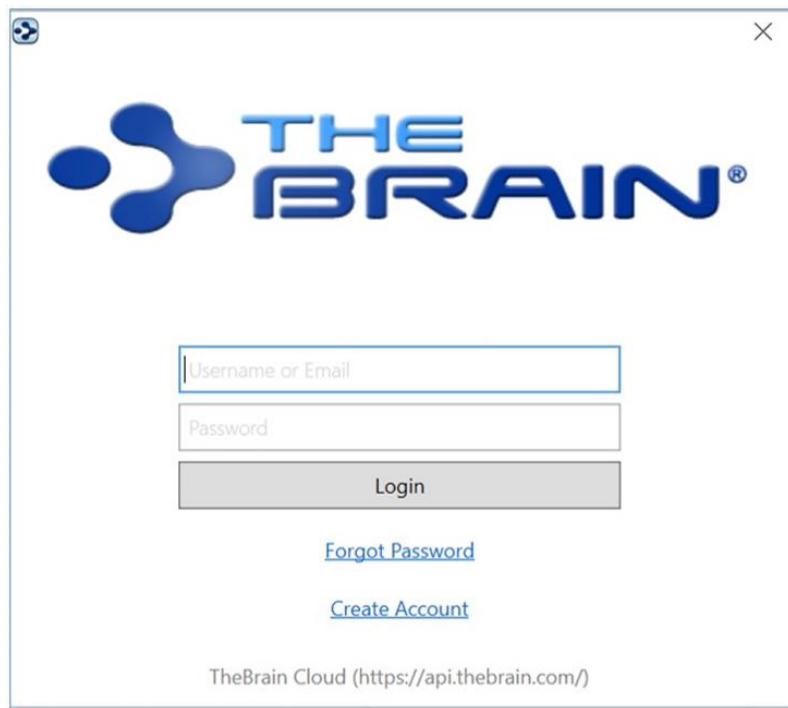 THE
BRAIN®
Username or Email
Password
Login
Forgot Password
Create Account
TheBrain Cloud (https://api.thebrain.com/)